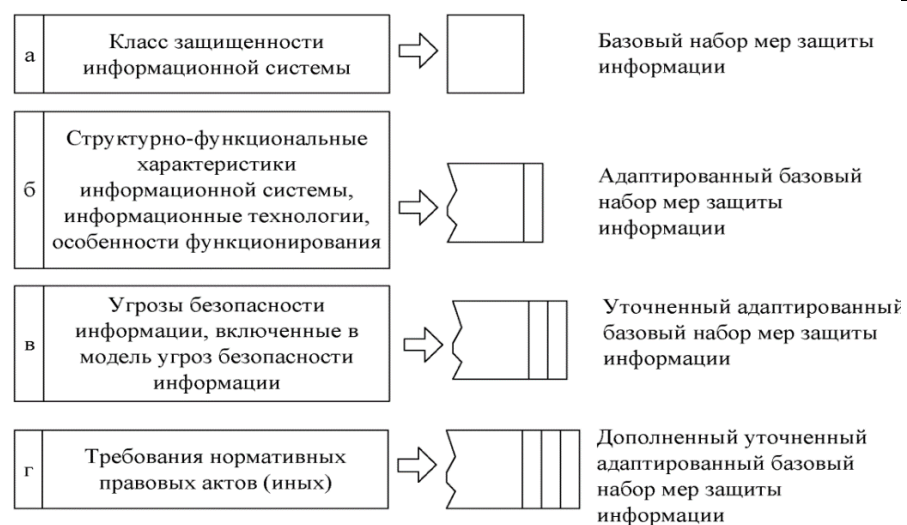 а
Класс защищенности
информационной системы
Базовый набор мер защиты
информации
б
Структурно-функциональные
характеристики
информационной системы,
информационные технологии,
особенности функционирования
Адаптированный базовый
набор мер защиты
информации
в
Угрозы безопасности
информации, включенные в
модель угроз безопасности
информации
Уточненный адаптированный
базовый набор мер защиты
информации
г
Требования нормативных
правовых актов (иных)
Дополненный уточненный
адаптированный базовый
набор мер защиты
информации